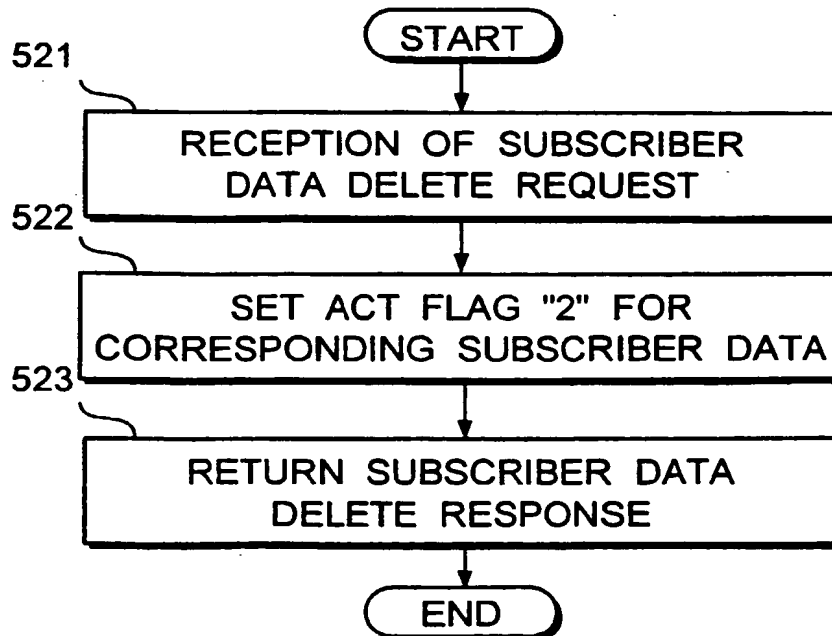 START
521
RECEPTION OF SUBSCRIBER
DATA DELETE REQUEST
522
SET ACT FLAG "2" FOR
CORRESPONDING SUBSCRIBER DATA
523
RETURN SUBSCRIBER DATA
DELETE RESPONSE
END